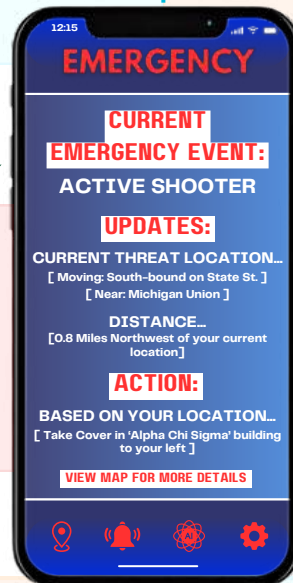 12:15
EMERGENCY
CURRENT
EMERGENCY EVENT:
ACTIVE SHOOTER
UPDATES:
CURRENT THREAT LOCATION...
[ Moving: South-bound on State St. ]
[ Near: Michigan Union ]
DISTANCE...
[0.8 Miles Northwest of your current
location]
ACTION:
BASED ON YOUR LOCATION...
[ Take Cover in ‘Alpha Chi Sigma’ building
to your left ]
VIEW MAP FOR MORE DETAILS
AI